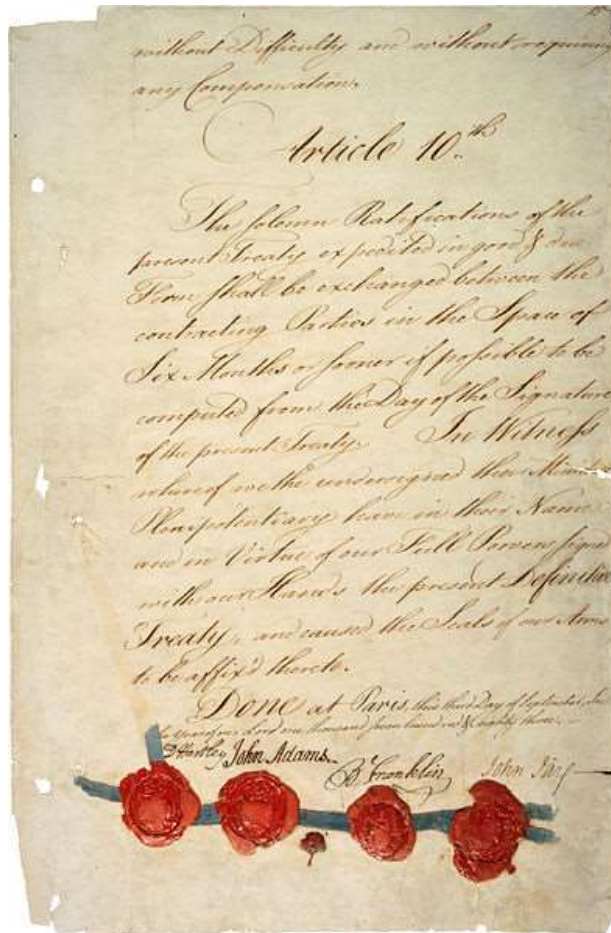 without Difficulty and without requiring
any Compensation.
Article 10.th
The solemn Ratifications of the
present Treaty expedited in good & due
Form shall be exchanged between the
contracting Parties in the Space of
Six Months or sooner if possible to be
computed from the Day of the Signature
of the present Treaty. In Witness
whereof we the undersigned their Ministers
Plenipotentiary have in their Name
and in Virtue of our Full Powers signed
with our Hands the present Definitive
Treaty, and caused the Seals of our Arms
to be affix'd thereto.
Done at Paris, this third Day of September, In
the Year of our Lord one thousand seven hundred & eighty three.
D Hartley John Adams. B Franklin John Jay